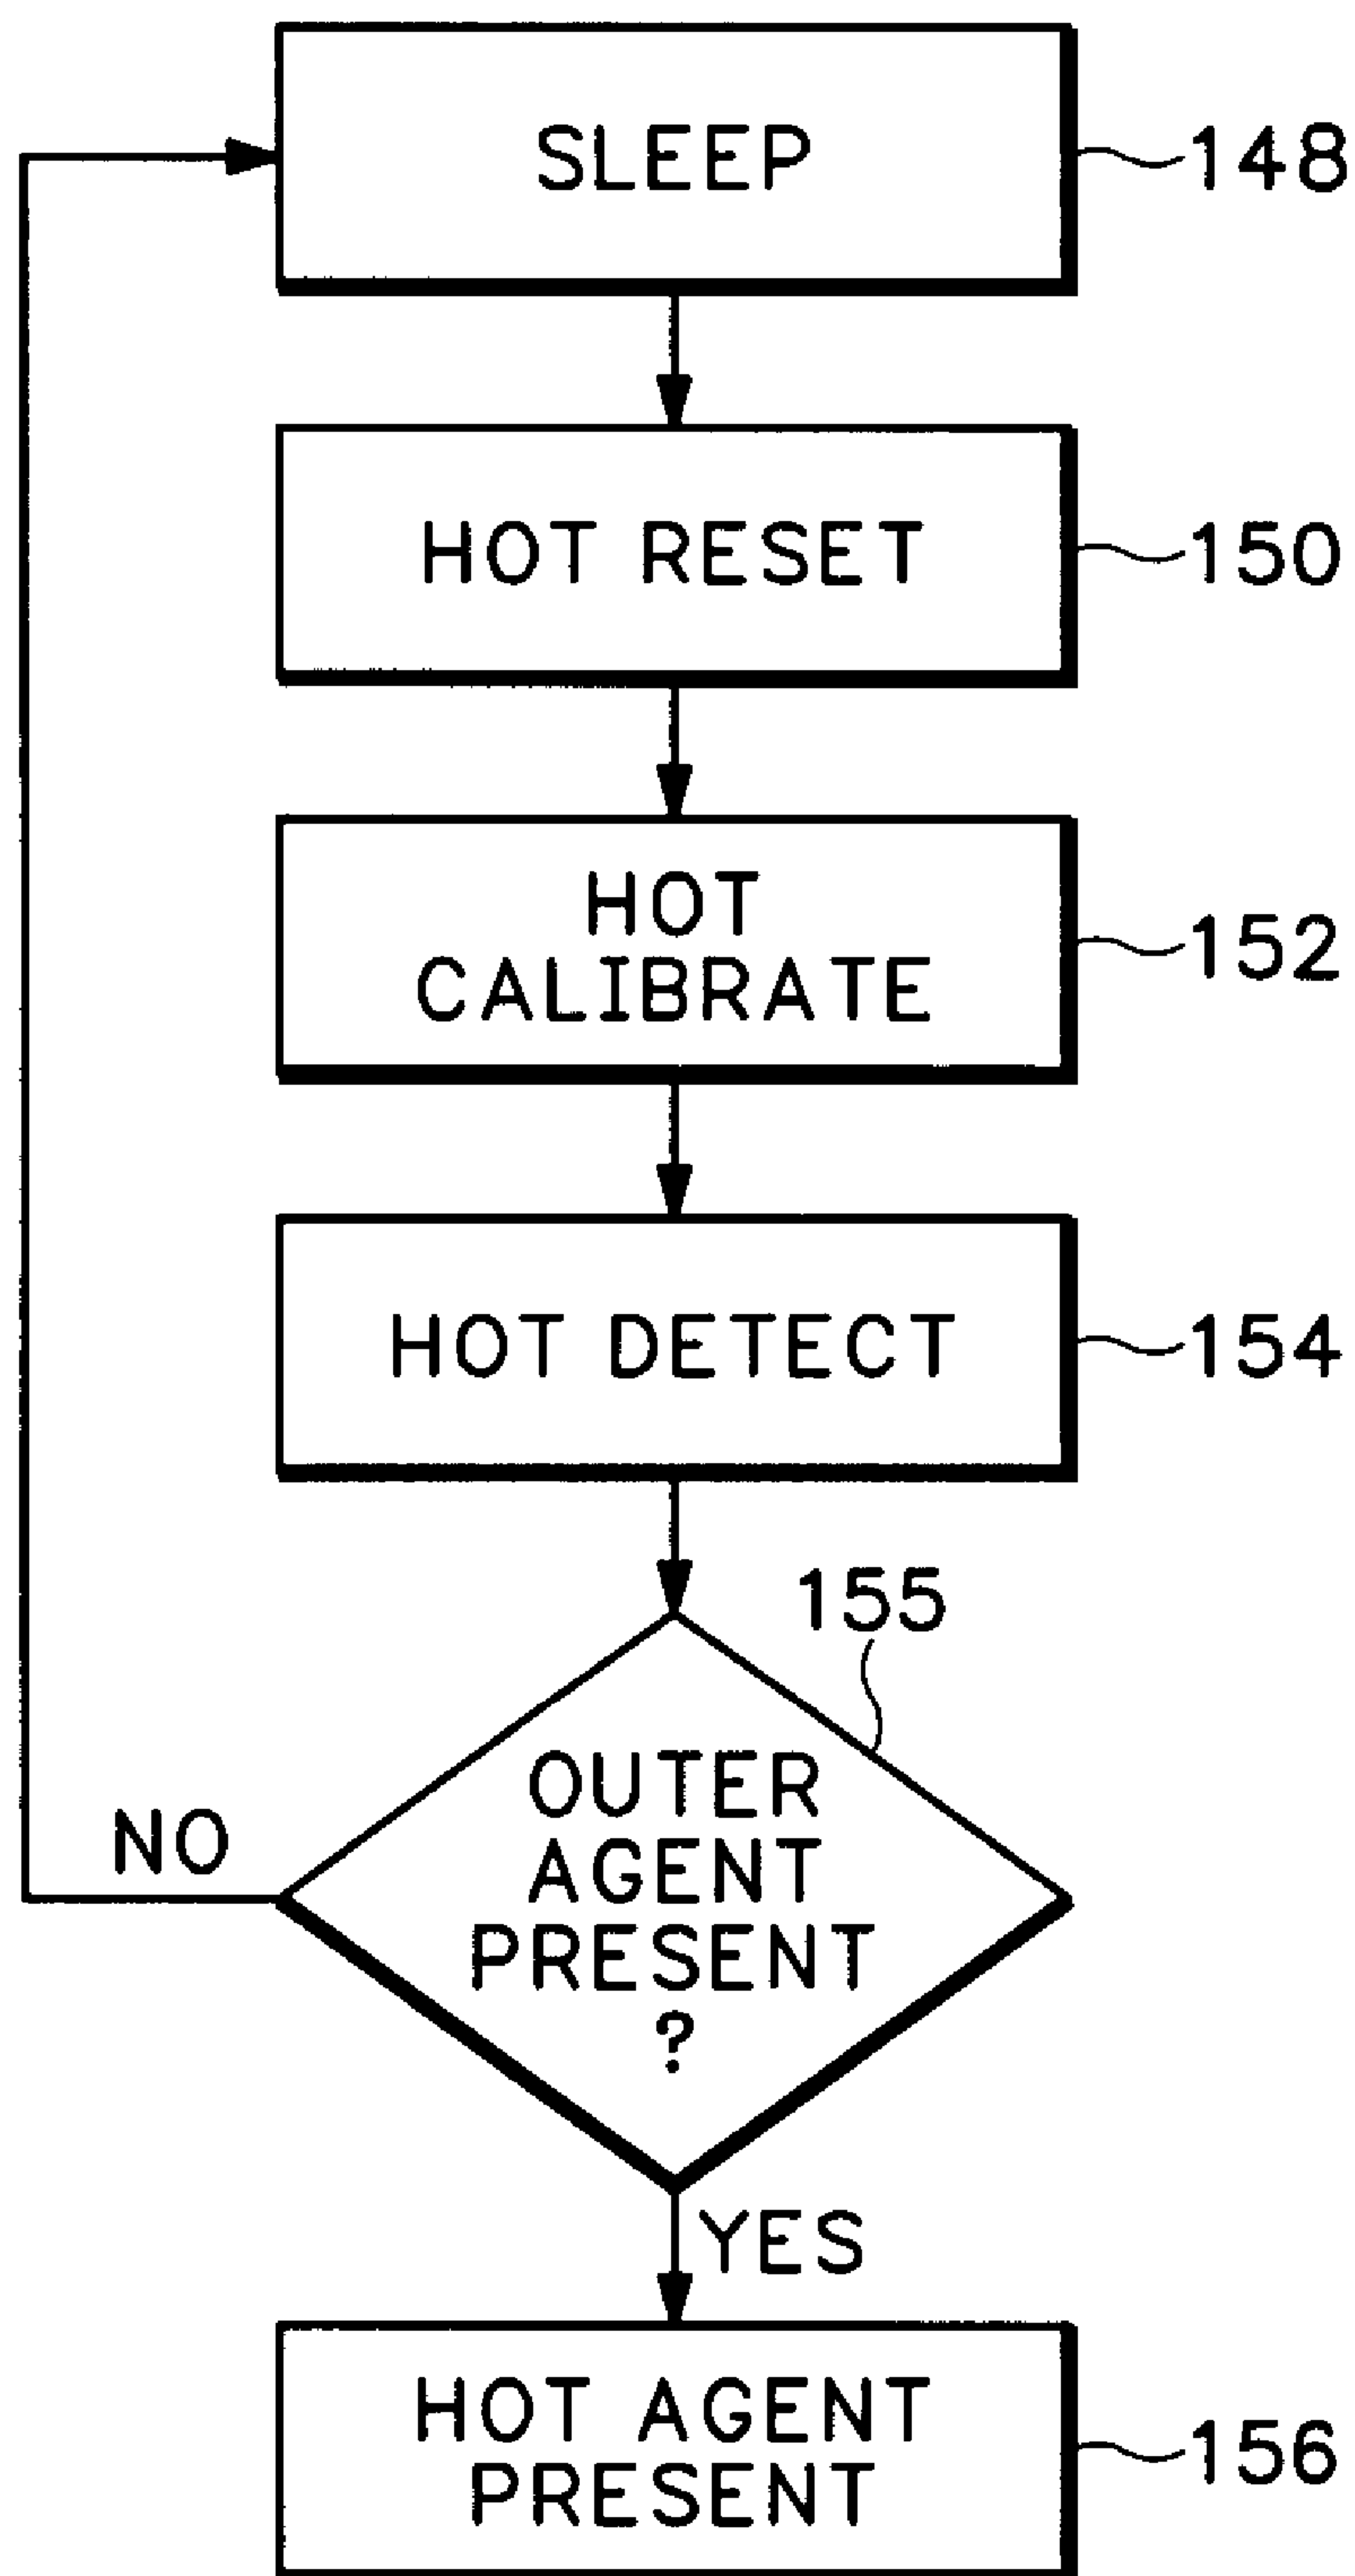 SLEEP
148
HOT RESET
150
HOT
CALIBRATE
152
HOT DETECT
154
155
OUTER
AGENT
PRESENT
?
NO
YES
HOT AGENT
PRESENT
156